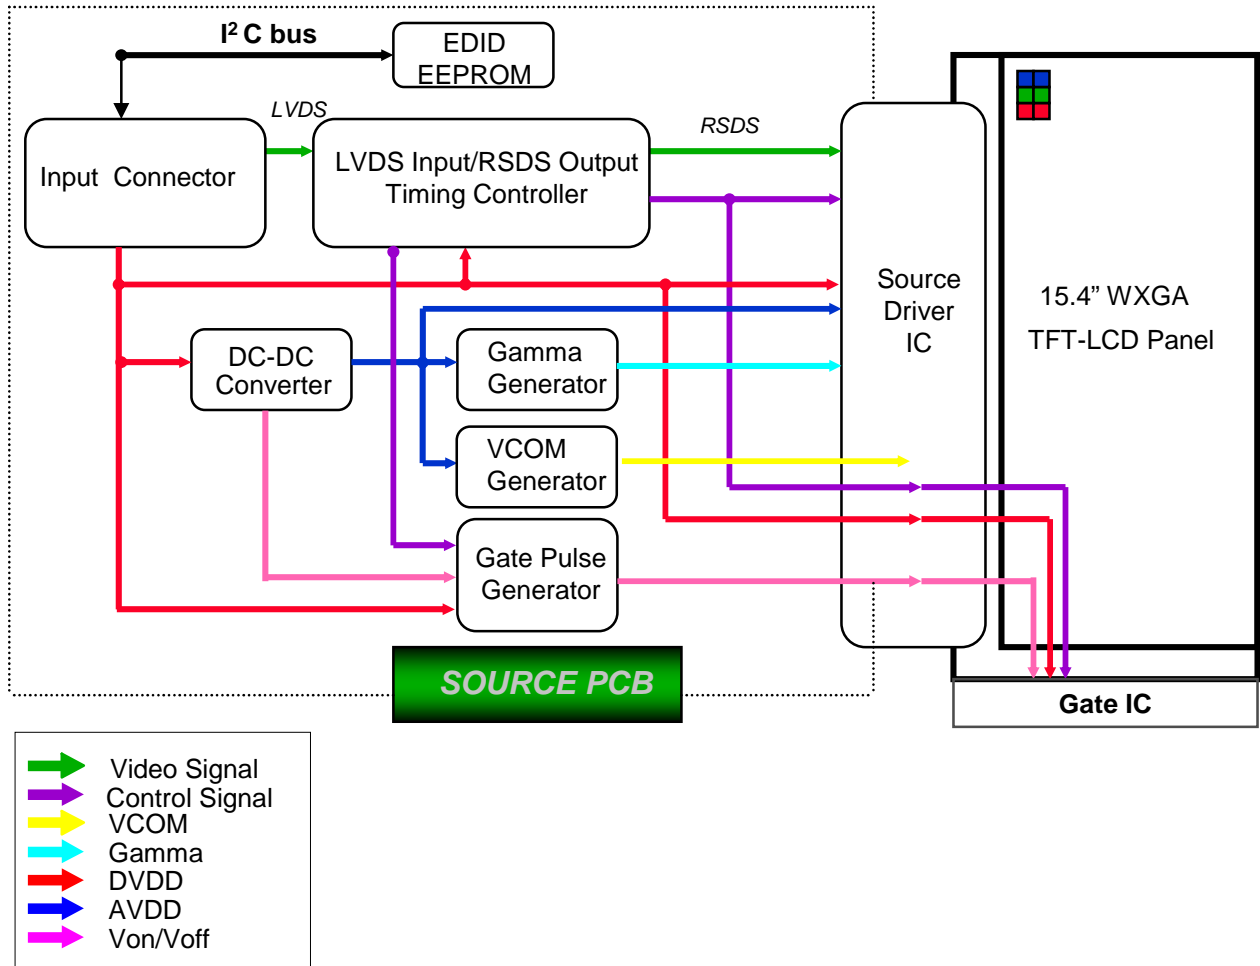 I² C bus
EDID
EEPROM
LVDS
RSDS
Input Connector
LVDS Input/RSDS Output
Timing Controller
Source
Driver
IC
15.4” WXGA
TFT-LCD Panel
DC-DC
Converter
Gamma
Generator
VCOM
Generator
Gate Pulse
Generator
SOURCE PCB
Gate IC
Video Signal
Control Signal
VCOM
Gamma
DVDD
AVDD
Von/Voff